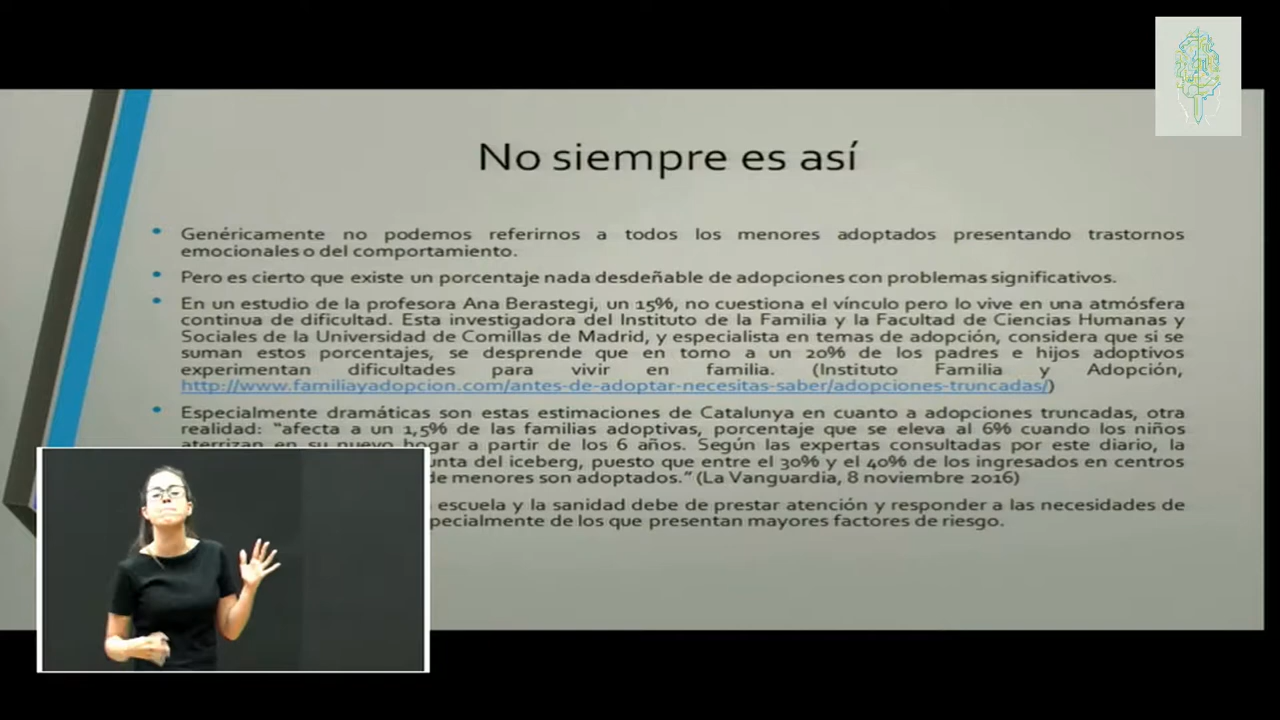 No siempre es así
• Genéricamente no podemos referirnos a todos los menores adoptados presentando trastornos
emocionales o del comportamiento.
• Pero es cierto que existe un porcentaje nada desdeñable de adopciones con problemas significativos.
• En un estudio de la profesora Ana Berastegi, un 15%, no cuestiona el vínculo pero lo vive en una atmósfera
continua de dificultad. Esta investigadora del Instituto de la Familia y la Facultad de Ciencias Humanas y
Sociales de la Universidad de Comillas de Madrid, y especialista en temas de adopción, considera que si se
suman estos porcentajes, se desprende que en torno a un 20% de los padres e hijos adoptivos
experimentan dificultades para vivir en familia. (Instituto Familia y Adopción,
http://www.familiayadopcion.com/antes-de-adoptar-necesitas-saber/adopciones-truncadas/)
• Especialmente dramáticas son estas estimaciones de Catalunya en cuanto a adopciones truncadas, otra
realidad: “afecta a un 1,5% de las familias adoptivas, porcentaje que se eleva al 6% cuando los niños
aterrizan en su nuevo hogar a partir de los 6 años. Según las expertas consultadas por este diario, la
del iceberg, puesto que entre el 30% y el 40% de los ingresados en centros
de menores son adoptados.” (La Vanguardia, 8 noviembre 2016)
escuela y la sanidad debe de prestar atención y responder a las necesidades de
de los que presentan mayores factores de riesgo.